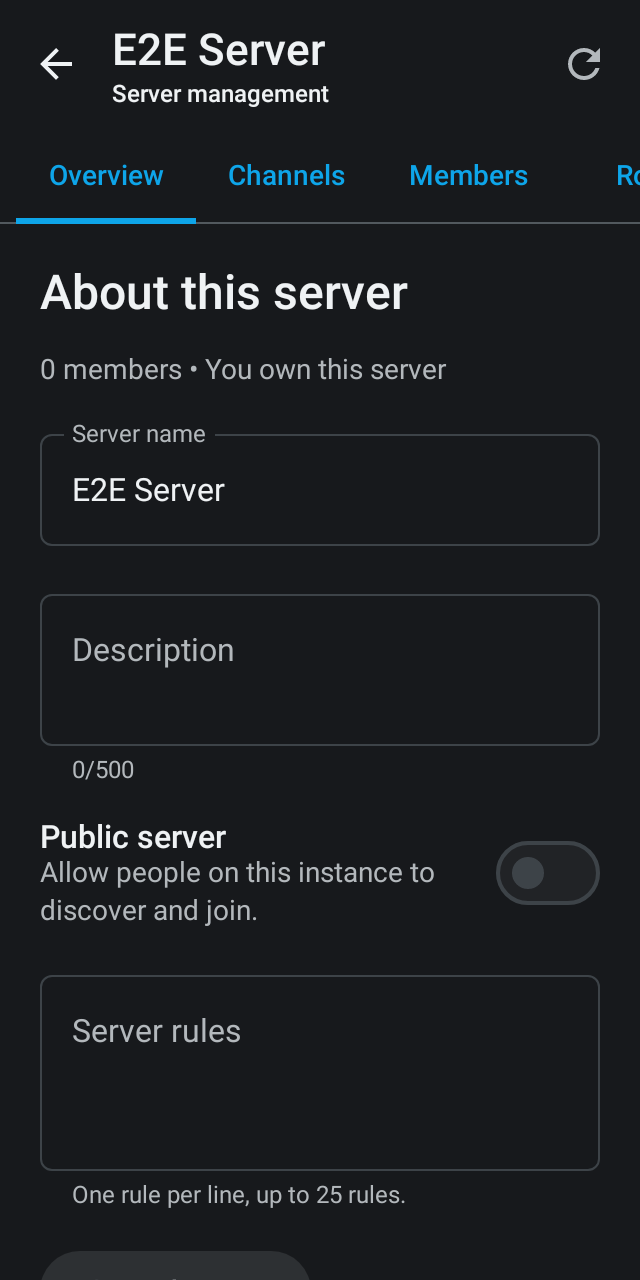 E2E Server
Server management
Overview
Channels
Members
About this server
0 members • You own this server
Server name
E2E Server
Description
0/500
Public server
Allow people on this instance to
discover and join.
Server rules
One rule per line, up to 25 rules.